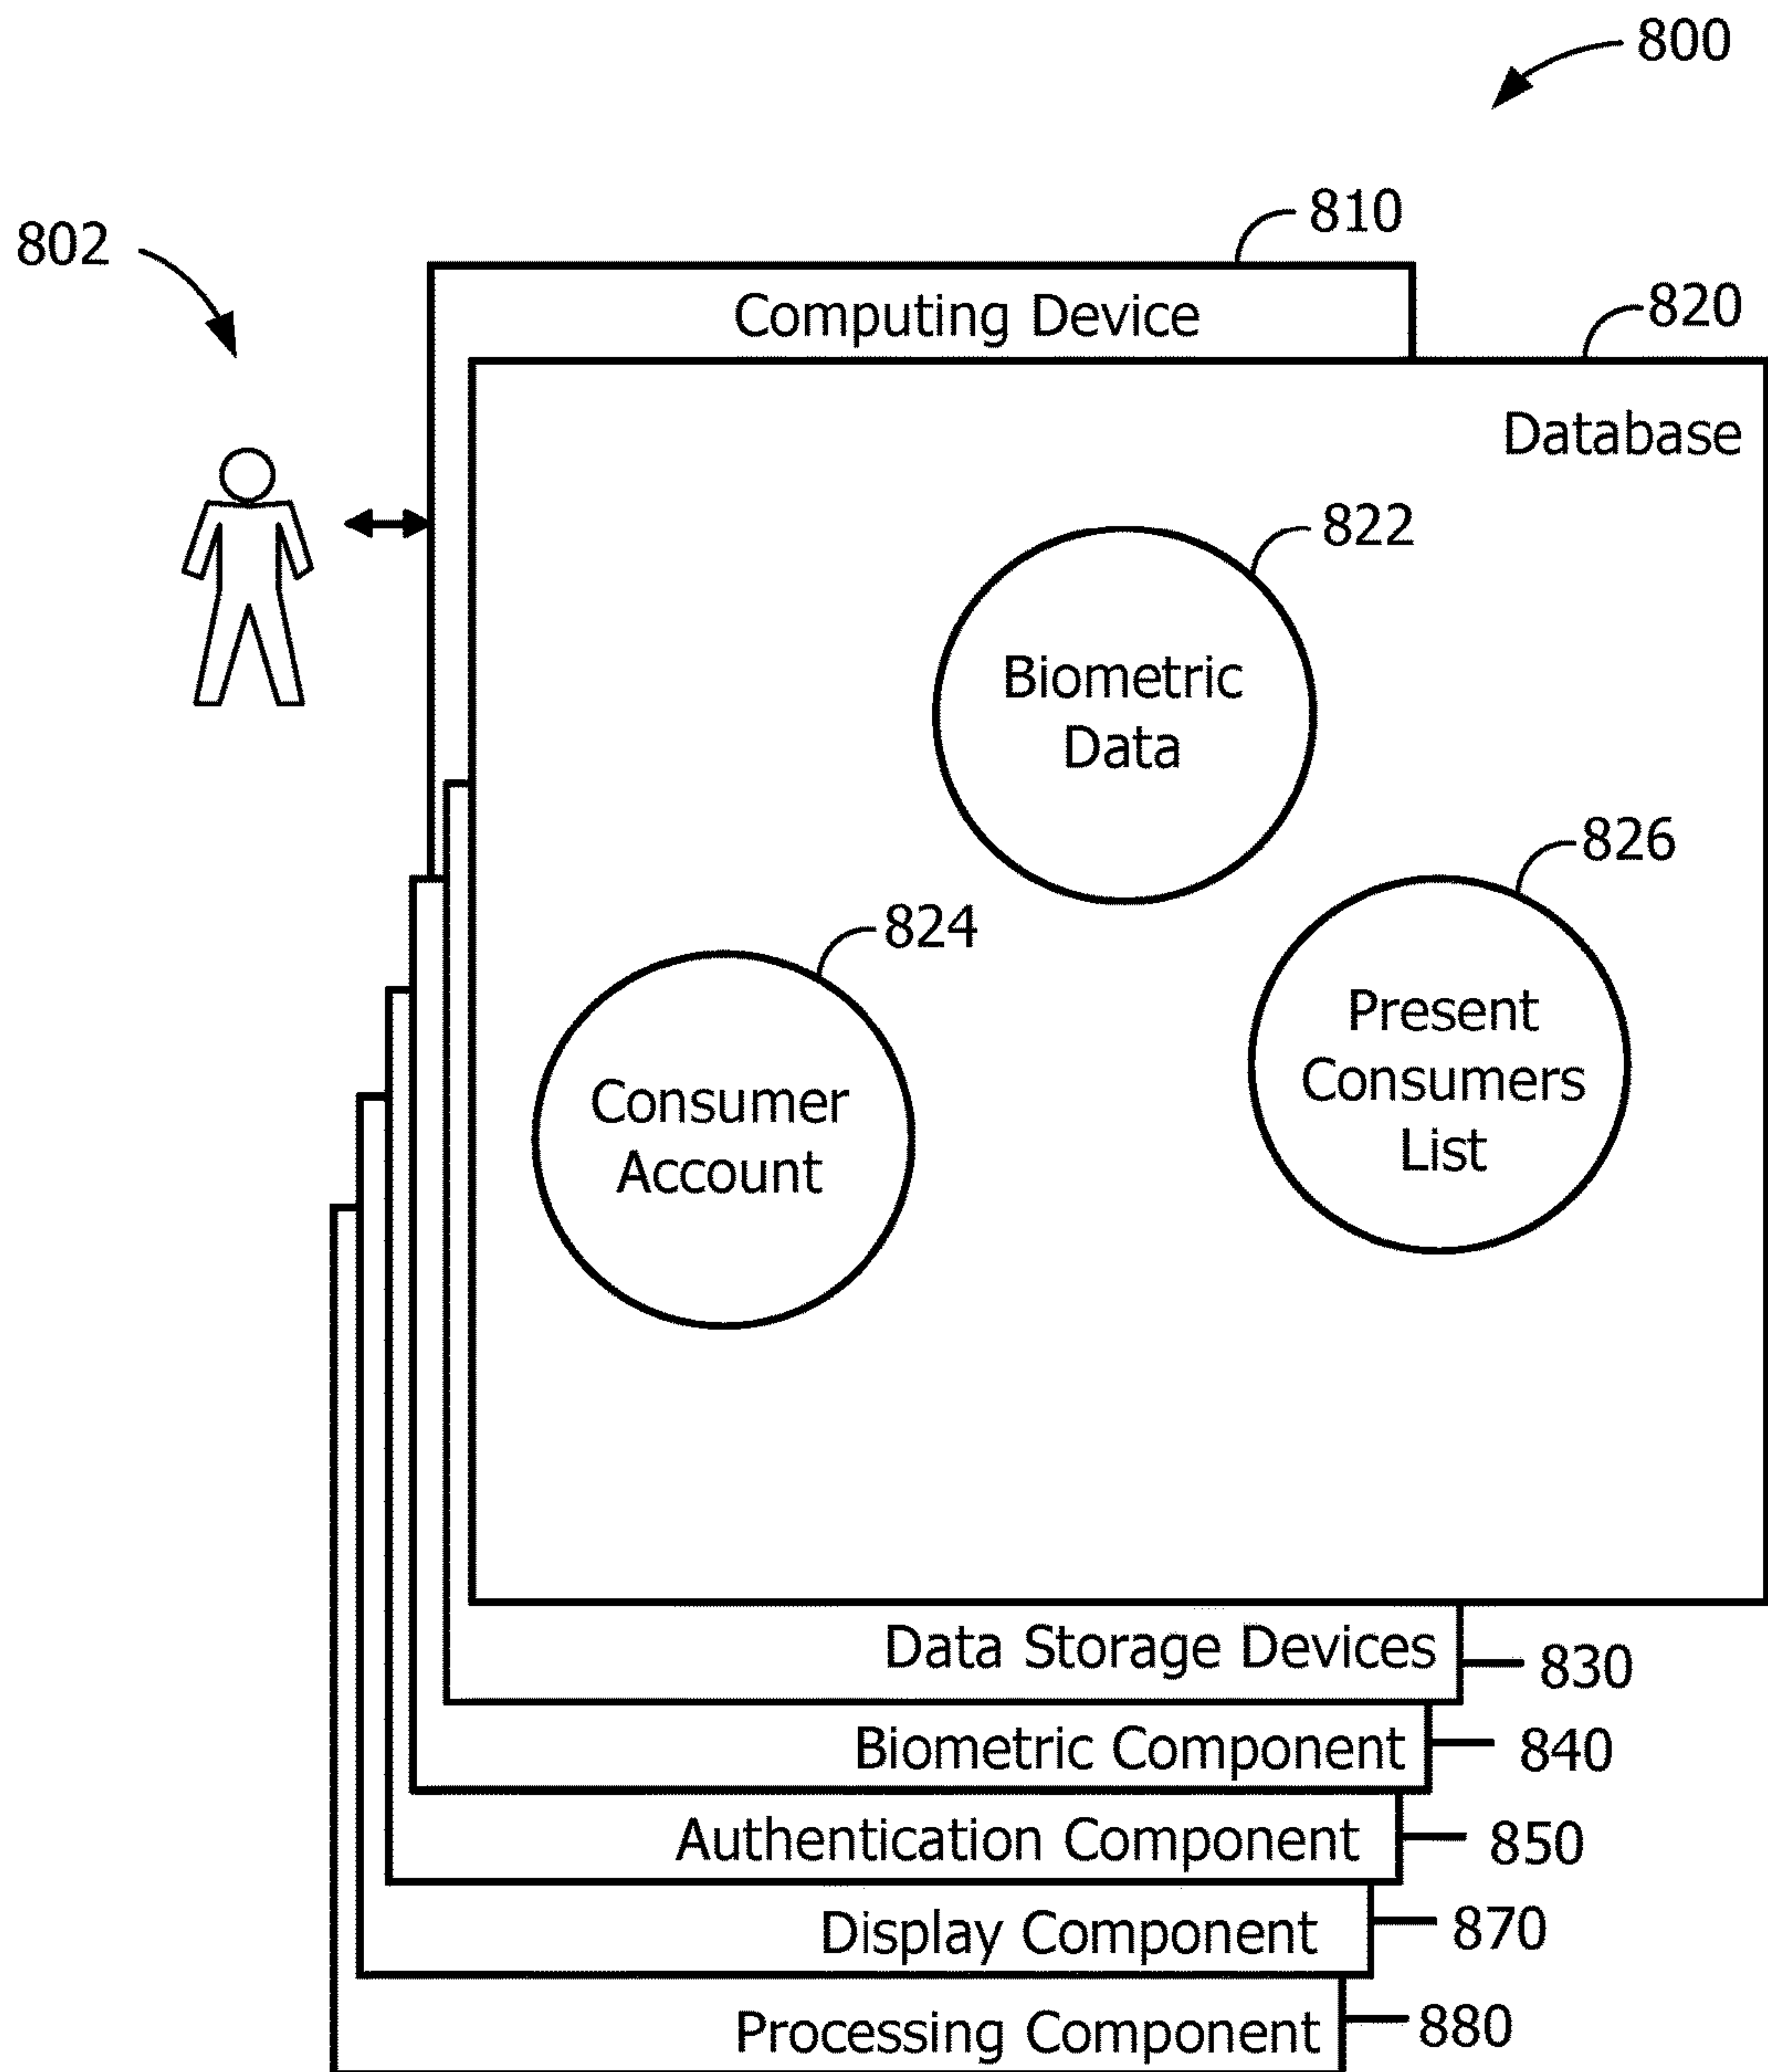 800
810
802
Computing Device
820
Database
822
Biometric
Data
826
824
Present
Consumers
List
Consumer
Account
Data Storage Devices
830
Biometric Component
840
Authentication Component
850
Display Component
870
Processing Component
880